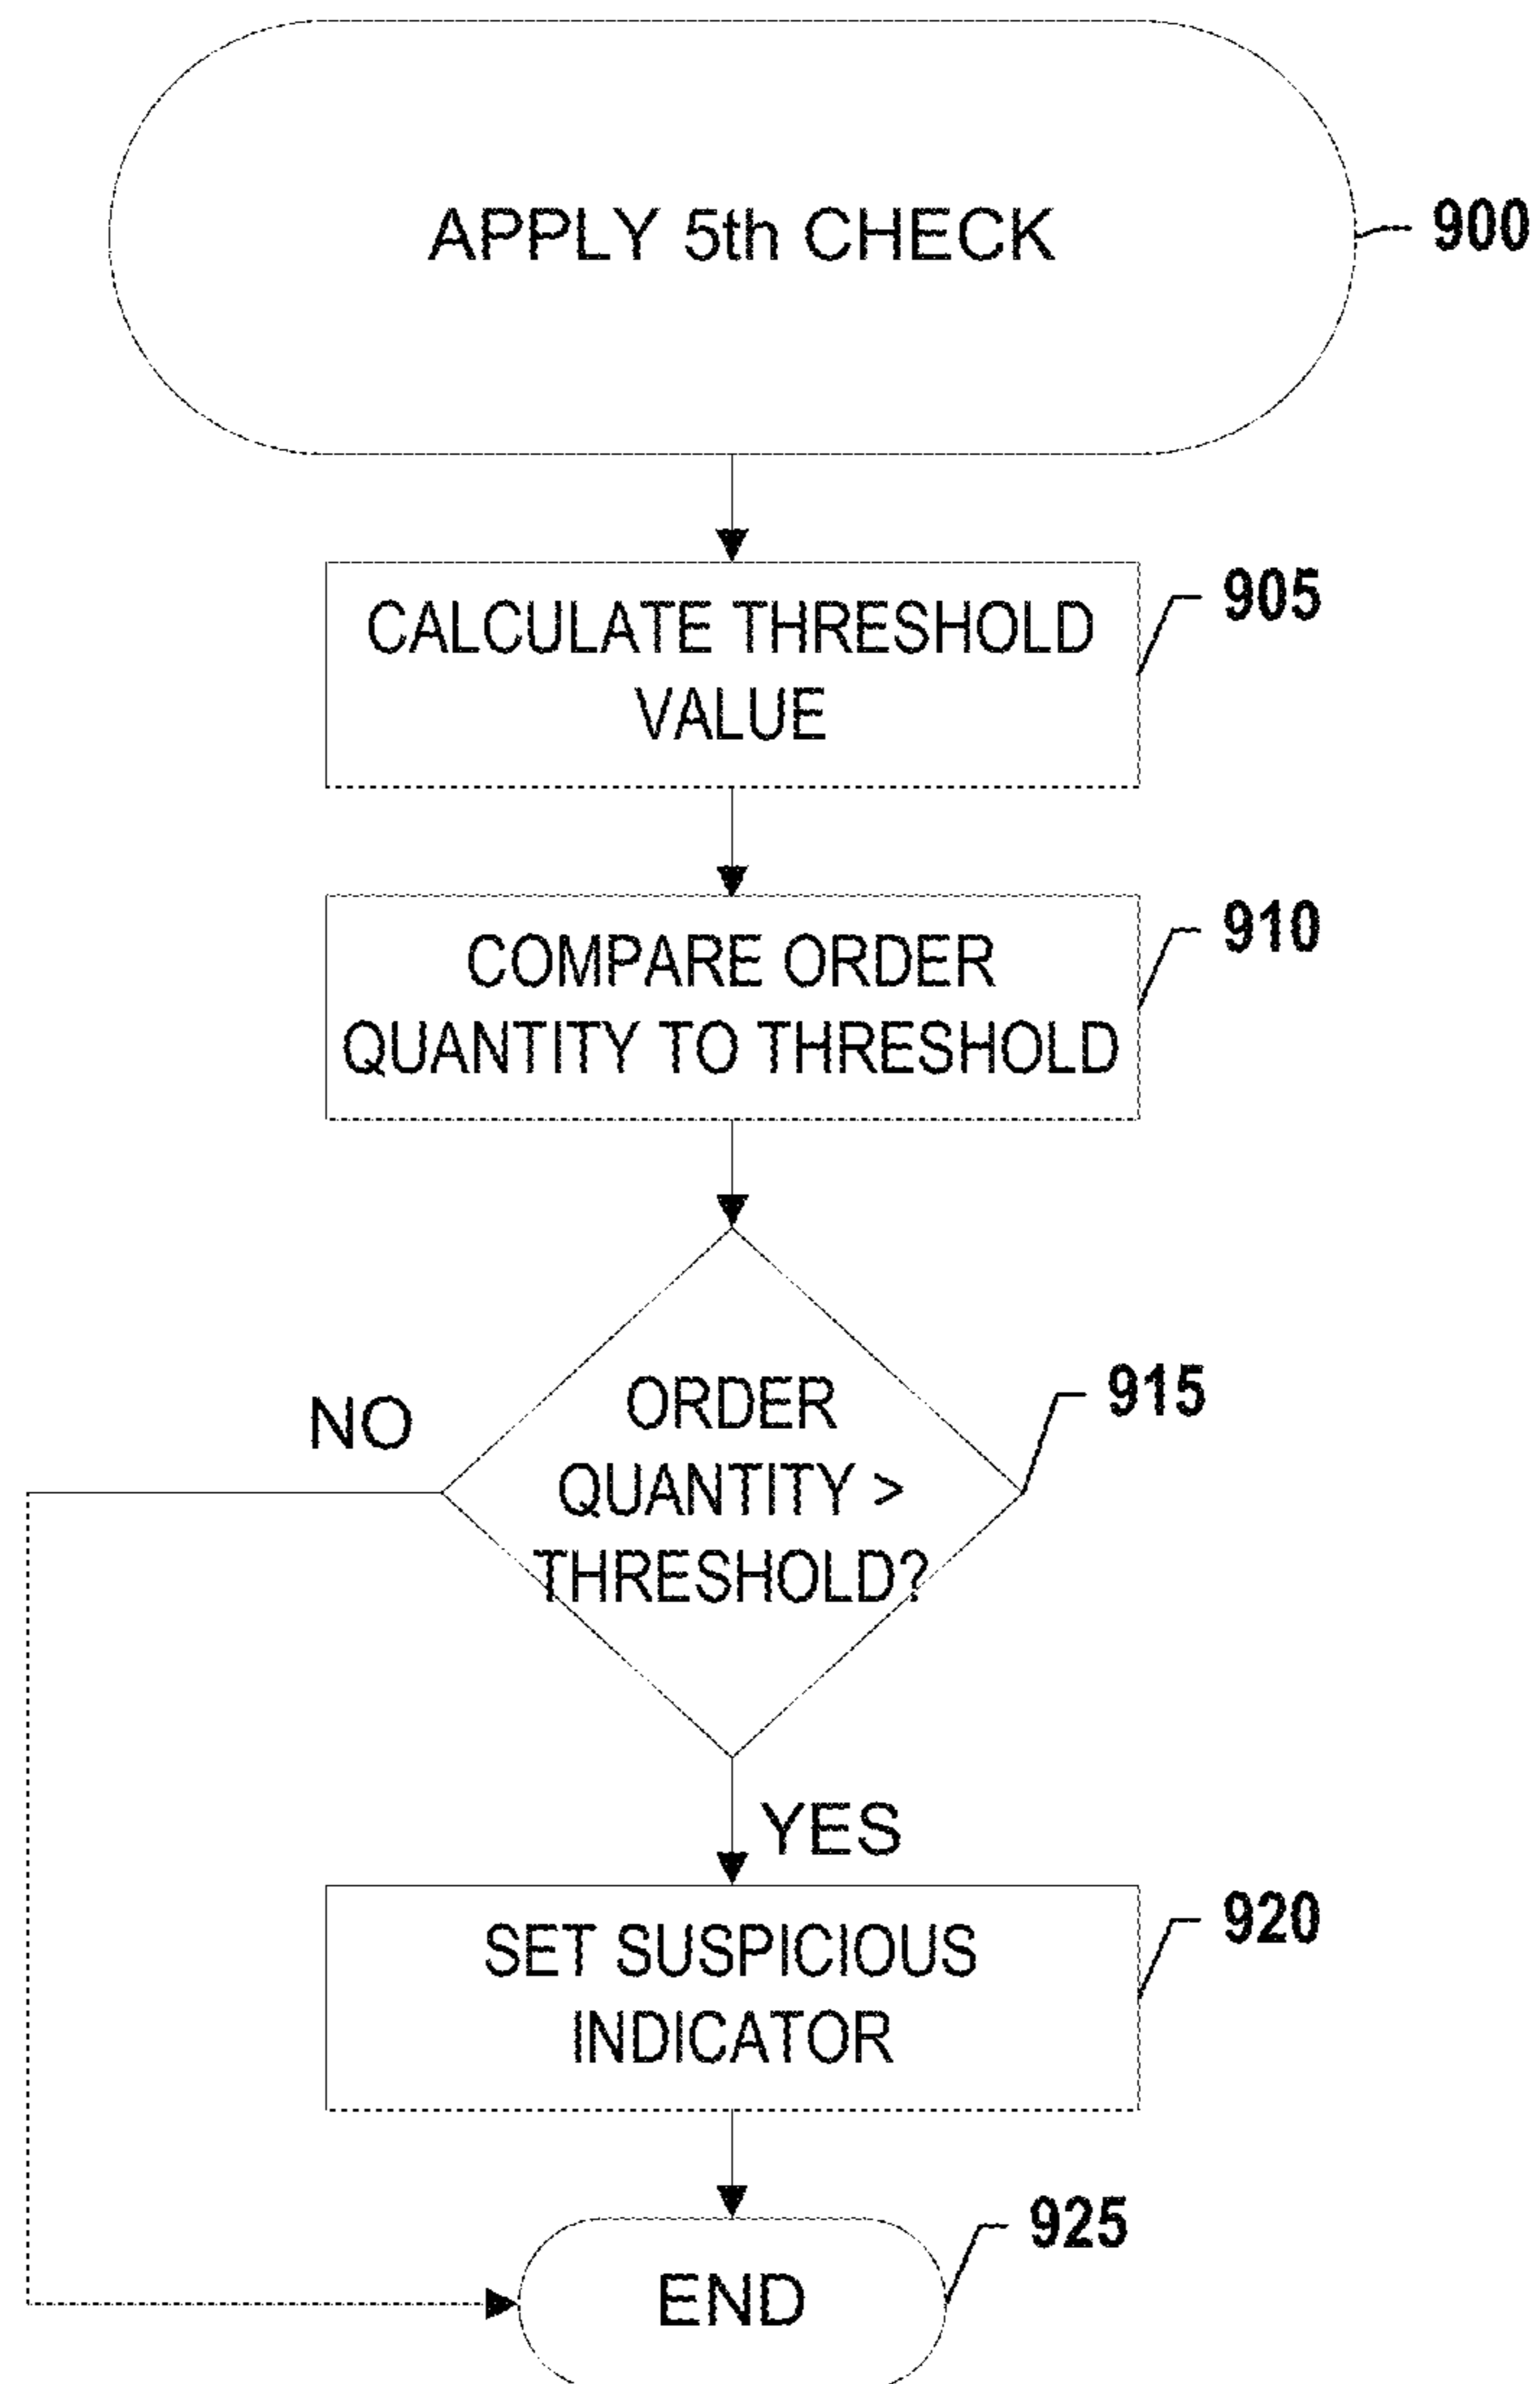 APPLY 5th CHECK
900
CALCULATE THRESHOLD
VALUE
905
COMPARE ORDER
QUANTITY TO THRESHOLD
910
ORDER
QUANTITY >
THRESHOLD?
915
NO
YES
SET SUSPICIOUS
INDICATOR
920
END
925